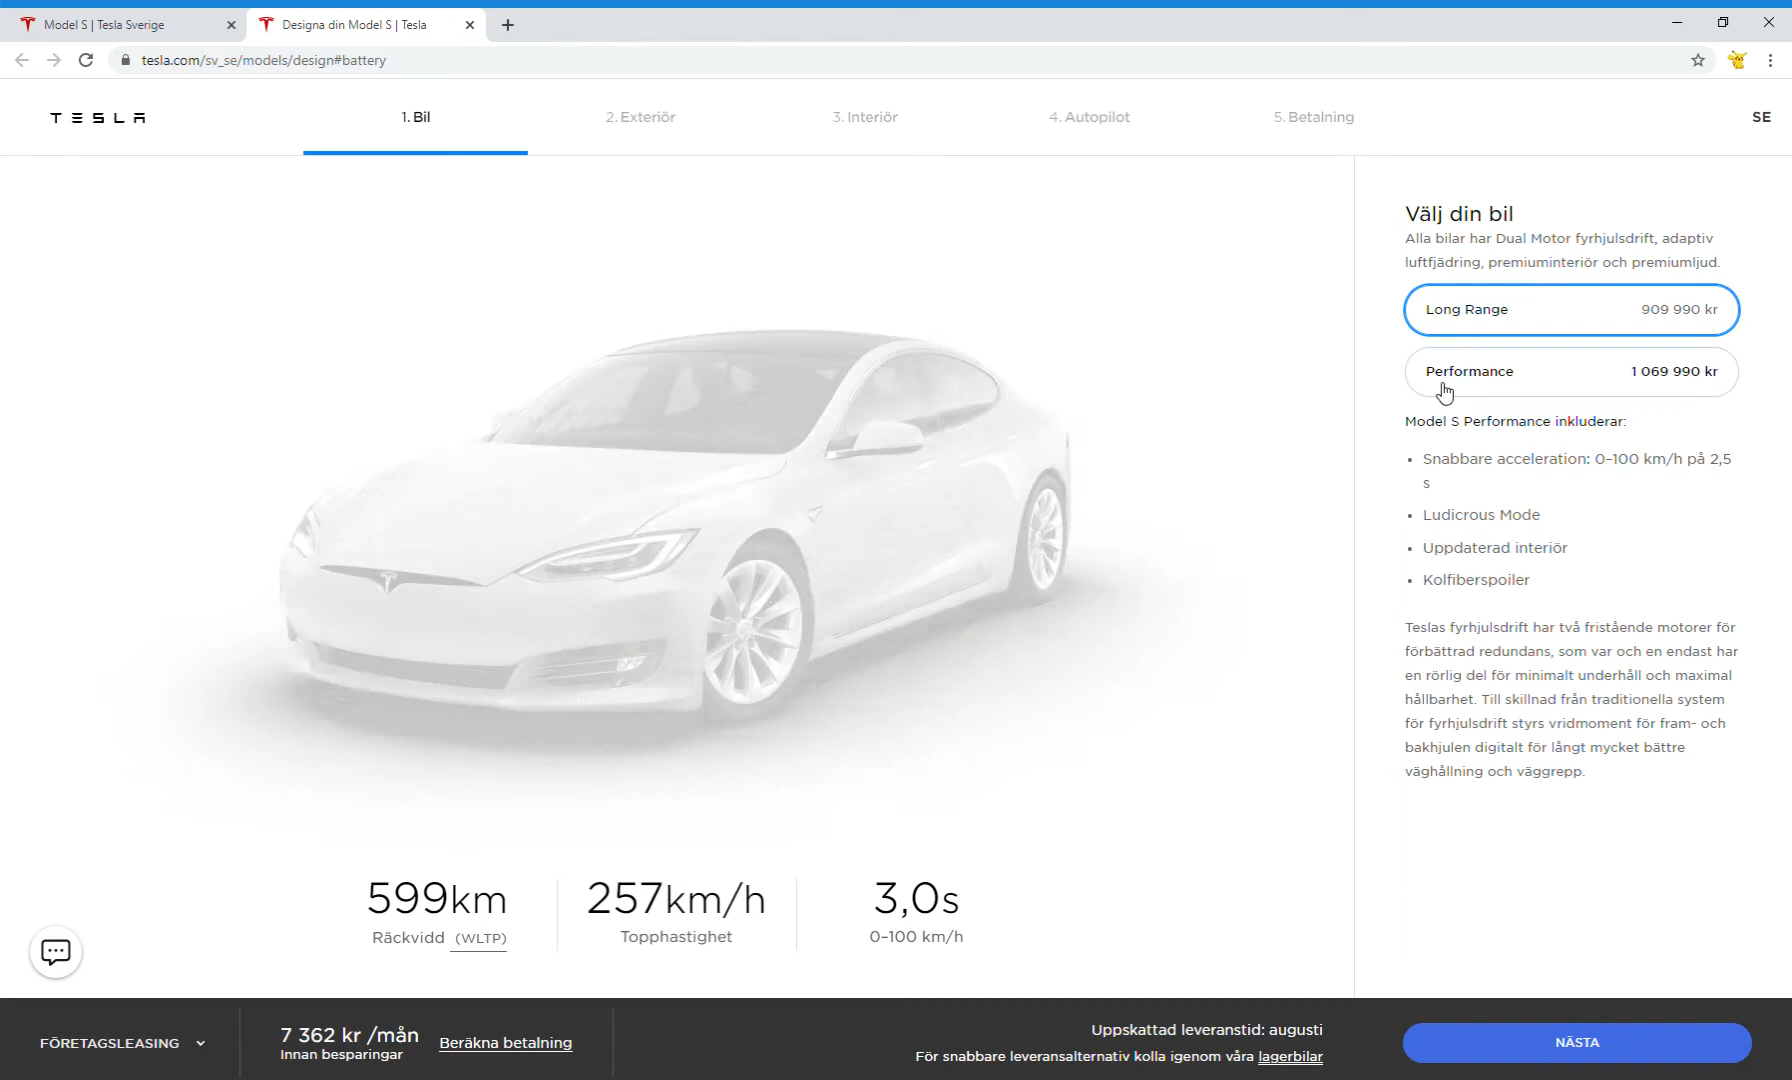 Model S | Tesla Sverige
Designa din Model S | Tesla
tesla.com/sv_se/models/design#battery
TESLA
1. Bil
2. Exteriör
3. Interiör
4. Autopilot
5. Betalning
SE
Välj din bil
Alla bilar har Dual Motor fyrhjulsdrift, adaptiv
luftfjädring, premiuminteriör och premiumljud.
Long Range 909 990 kr
Performance 1 069 990 kr
Model S Performance inkluderar:
• Snabbare acceleration: 0–100 km/h på 2,5
s
• Ludicrous Mode
• Uppdaterad interiör
• Kolfiberspoiler
Teslas fyrhjulsdrift har två fristående motorer för
förbättrad redundans, som var och en endast har
en rörlig del för minimalt underhåll och maximal
hållbarhet. Till skillnad från traditionella system
för fyrhjulsdrift styrs vridmoment för fram- och
bakhjulen digitalt för långt mycket bättre
väghållning och väggrepp.
599km
Räckvidd (WLTP)
257km/h
Topphastighet
3,0s
0–100 km/h
FÖRETAGSLEASING
7 362 kr /mån
Innan besparingar
Beräkna betalning
Uppskattad leveranstid: augusti
För snabbare leveransalternativ kolla igenom våra lagerbilar
NÄSTA